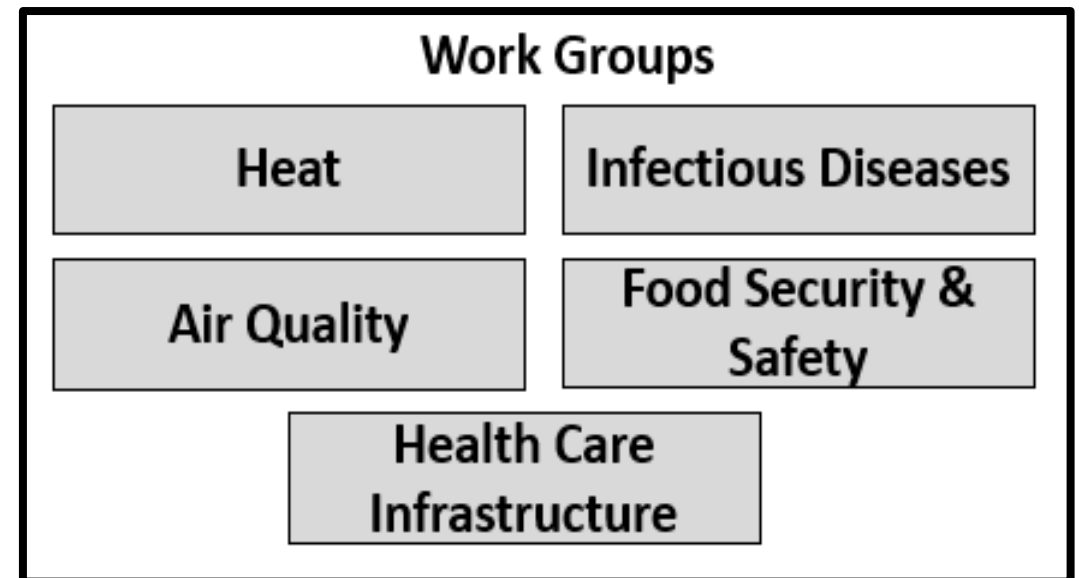 Work Groups
Heat
Infectious Diseases
Air Quality
Food Security &
Safety
Health Care
Infrastructure